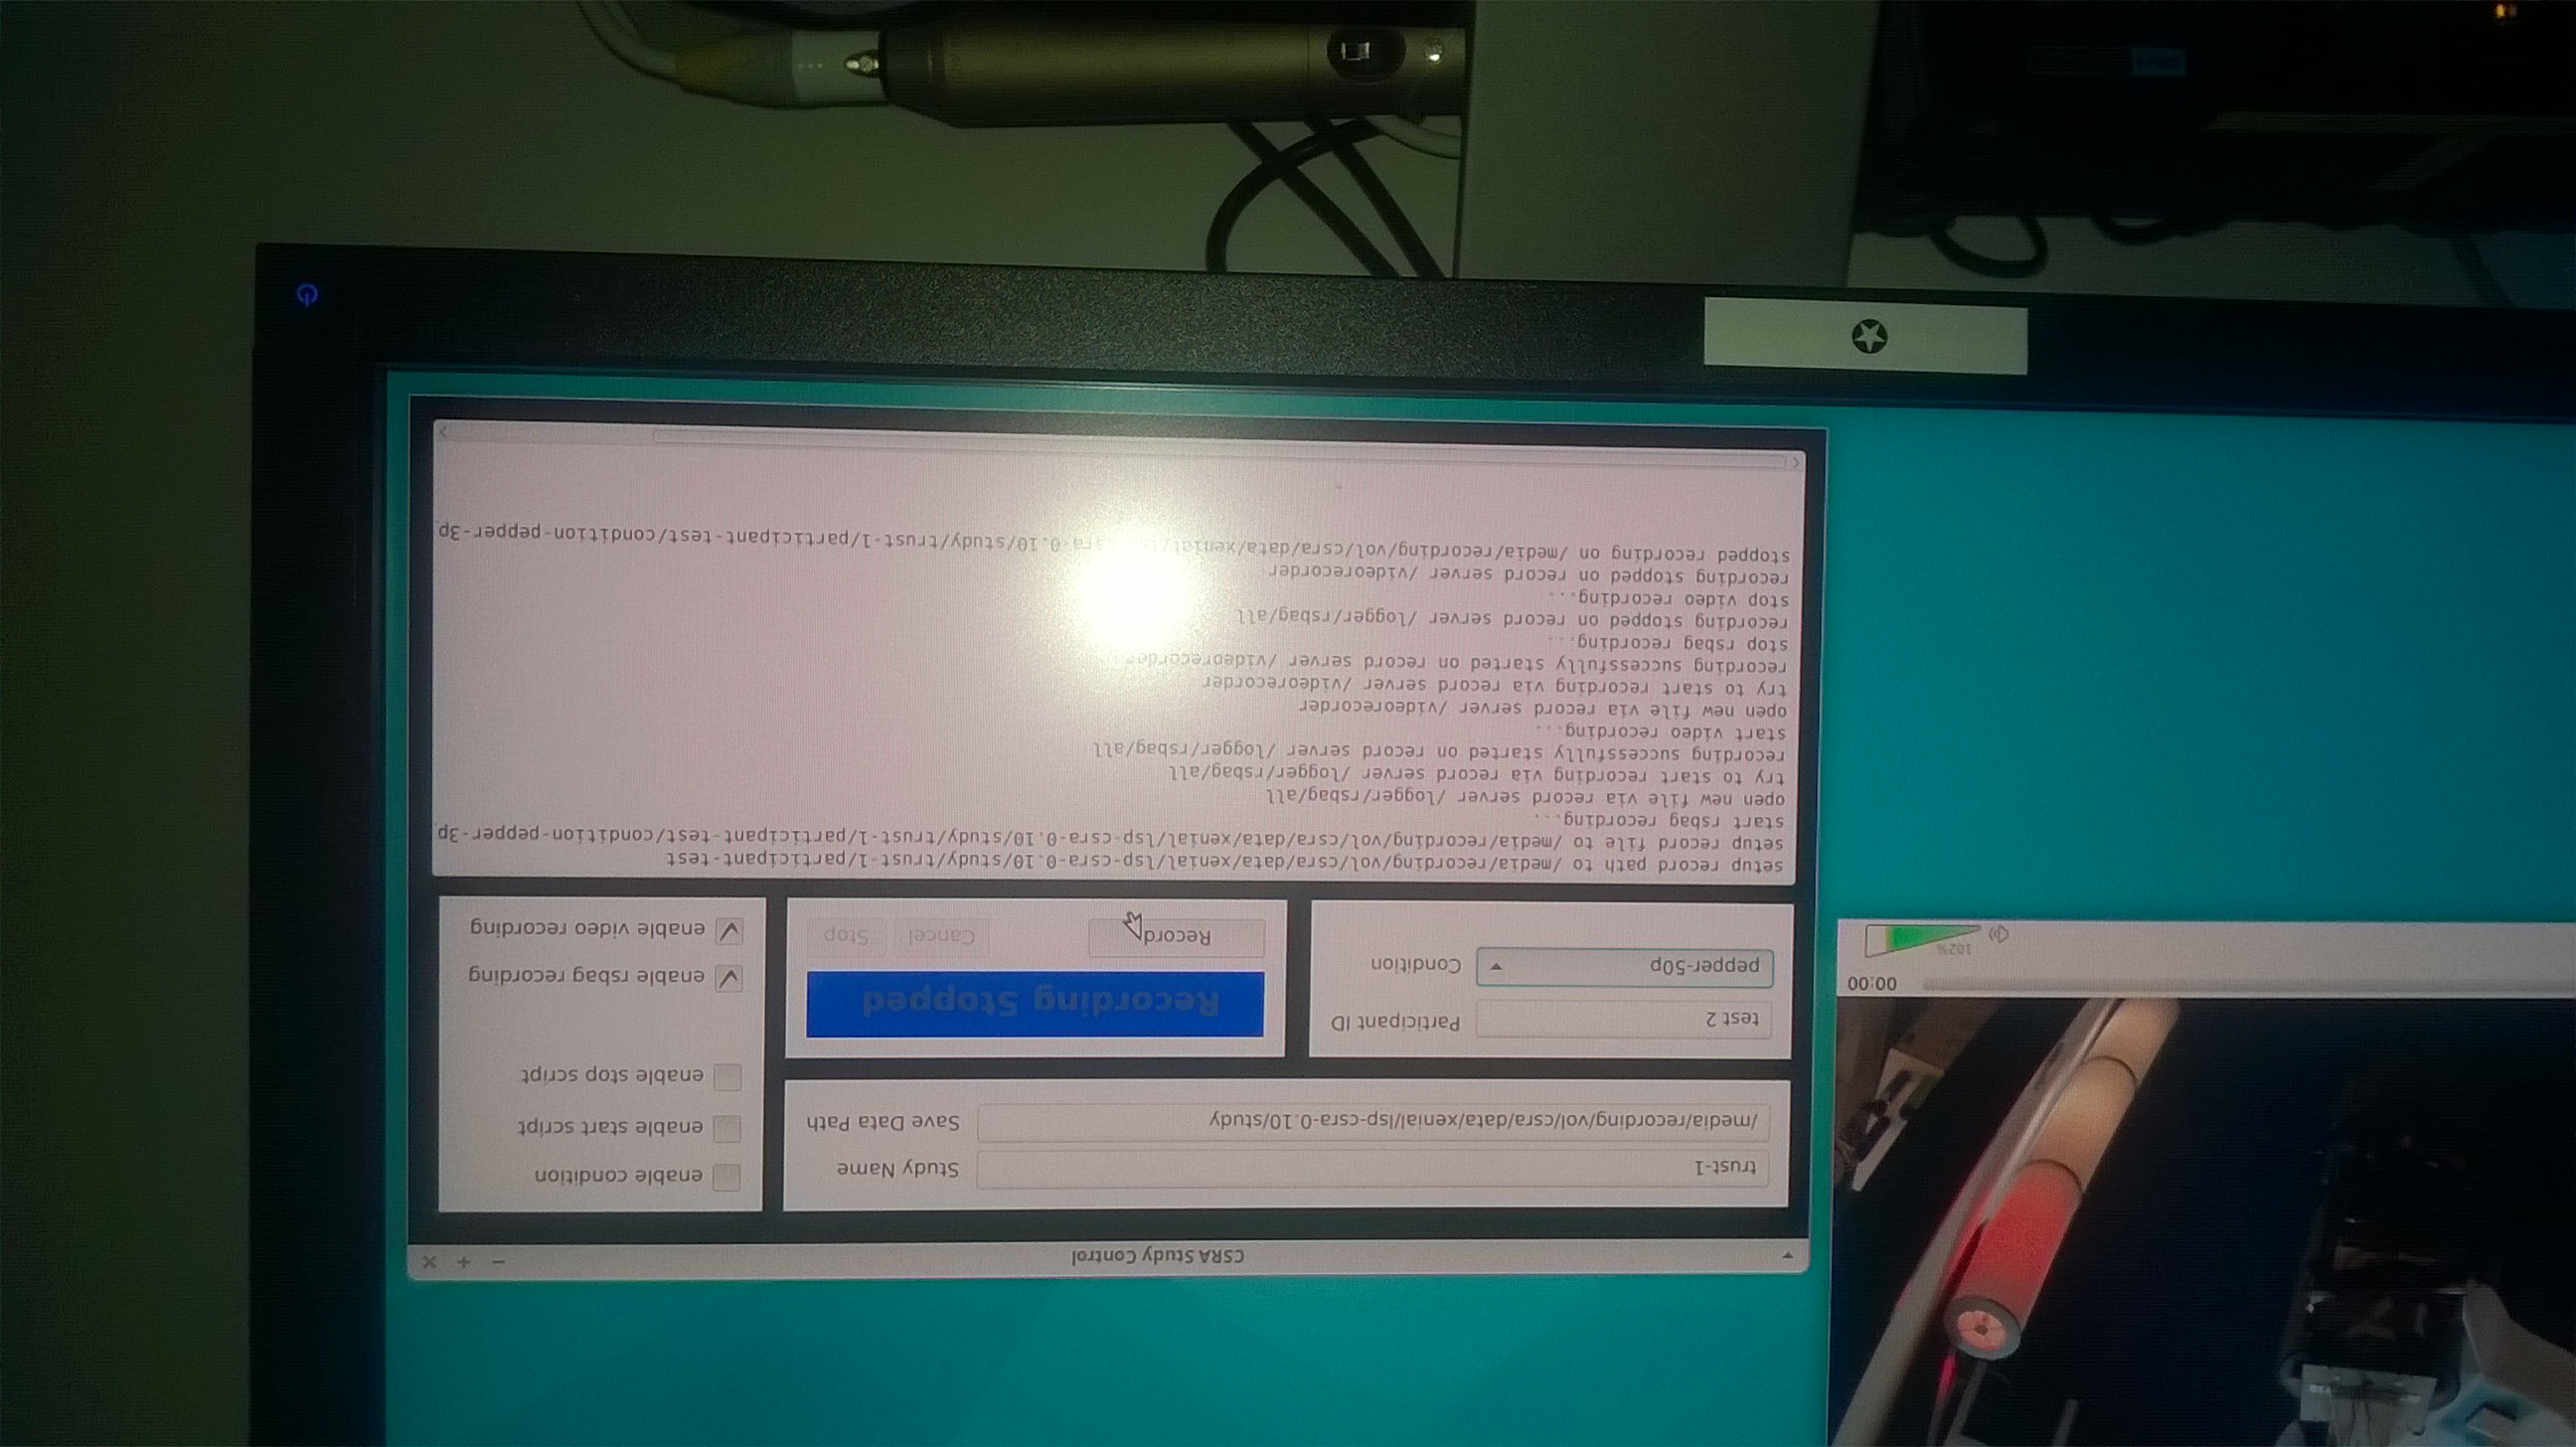 00:00
102%
CSRA Study Control
trust-1 Study Name
/media/recording/vol/csra/data/xenial/lsp-csra-0.10/study Save Data Path
test 2 Participant ID
pepper-50p Condition
Recording Stopped
Record Cancel Stop
enable condition
enable start script
enable stop script
enable rsbag recording
enable video recording
setup record path to /media/recording/vol/csra/data/xenial/lsp-csra-0.10/study/trust-1/participant-test
setup record file to /media/recording/vol/csra/data/xenial/lsp-csra-0.10/study/trust-1/participant-test/condition-pepper-3p
start rsbag recording...
open new file via record server /logger/rsbag/all
try to start recording via record server /logger/rsbag/all
recording successfully started on record server /logger/rsbag/all
start video recording...
open new file via record server /videorecorder
try to start recording via record server /videorecorder
recording successfully started on record server /videorecorder
stop rsbag recording...
recording stopped on record server /logger/rsbag/all
stop video recording...
recording stopped on record server /videorecorder
stopped recording on /media/recording/vol/csra/data/xenial/ sra-0.10/study/trust-1/participant-test/condition-pepper-3p